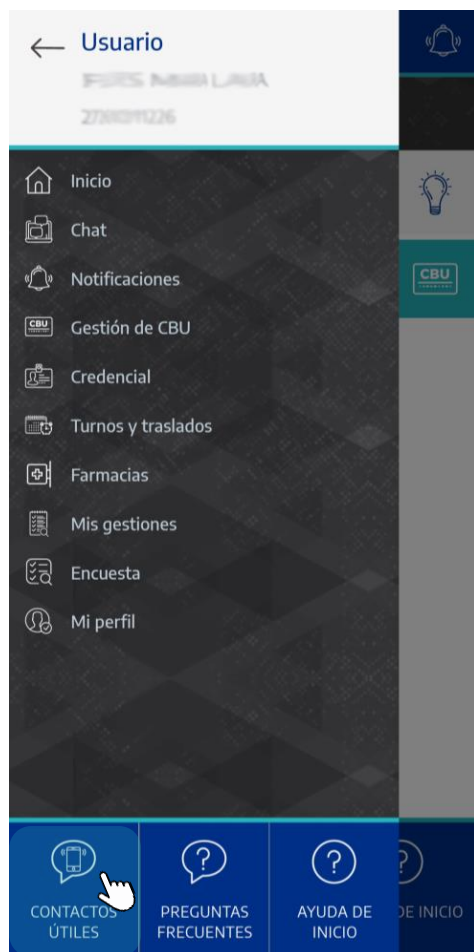 Usuario
Inicio
Chat
Notificaciones
CBU
Gestión de CBU
Credencial
Turnos y traslados
Farmacias
Mis gestiones
Encuesta
Mi perfil
CBU
CONTACTOS
ÚTILES
PREGUNTAS
FRECUENTES
AYUDA DE
INICIO
DE INICIO